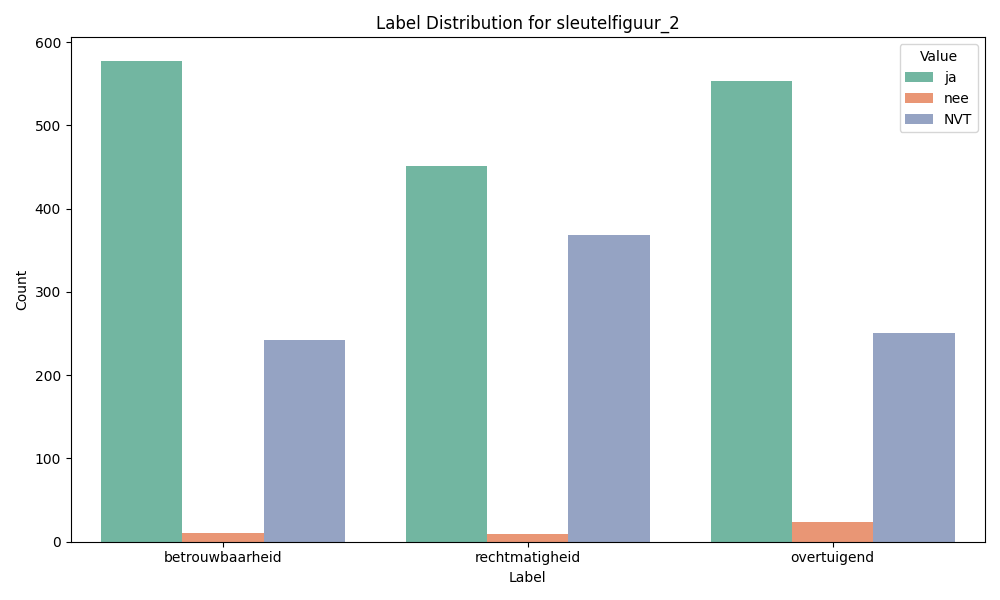 Label Distribution for sleutelfiguur_2
600
500
400
300
200
100
0
Count
Value
ja
nee
NVT
betrouwbaarheid
rechtmatigheid
overtuigend
Label